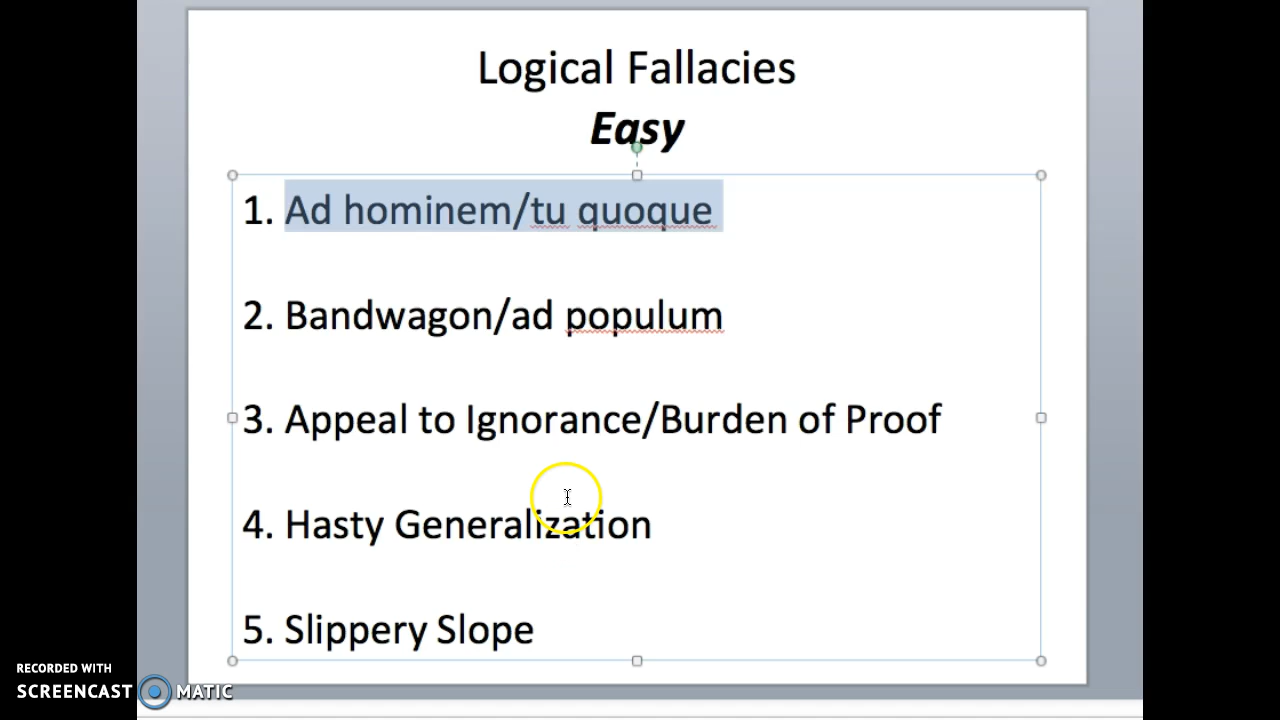 Logical Fallacies
Easy
1. Ad hominem/tu quoque
2. Bandwagon/ad populum
3. Appeal to Ignorance/Burden of Proof
4. Hasty Generalization
5. Slippery Slope
RECORDED WITH
SCREENCAST MATIC